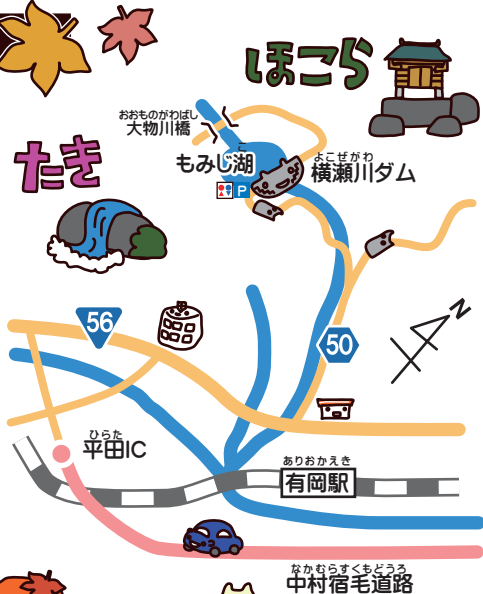 ほこら
おおものがわばし
大物川橋
たき
こ
もみじ湖
よこぜがわ
横瀬川ダム
P
N
56
50
ひらた
平田IC
ありおかえき
有岡駅
なかむらすくもどうろ
中村宿毛道路